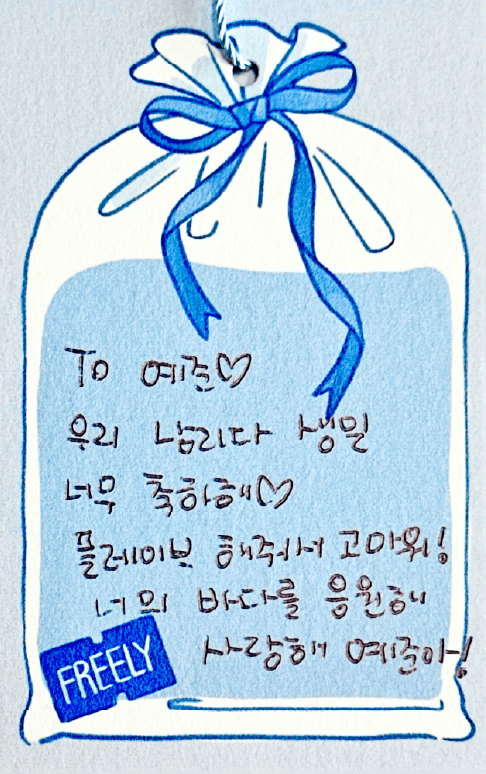 To 예준♡
우리 남리다 생일
너무 축하해♡
플레이브 해주서서 고마워!
너의 바다를 응원해
사랑해 예준아!
FREELY